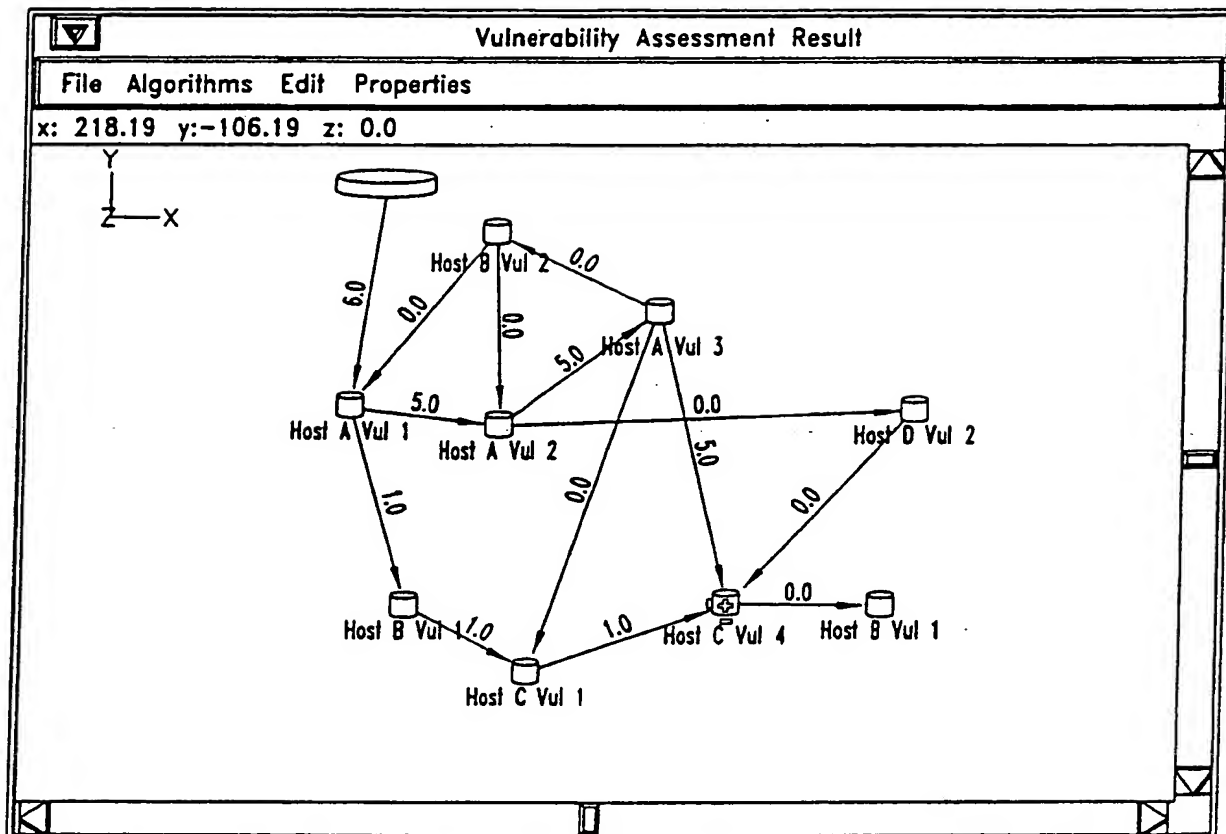 Vulnerability Assessment Result
File Algorithms Edit Properties
x: 218.19 y:-106.19 z: 0.0
Y
Z X
Host B Vul 2
0.0
6.0
0.0
0.0
Host A Vul 3
5.0
5.0
0.0
Host A Vul 1
Host A Vul 2
Host D Vul 2
5.0
1.0
0.0
0.0
Host B Vul 1
1.0
1.0
Host C Vul 4
0.0
Host B Vul 1
Host C Vul 1